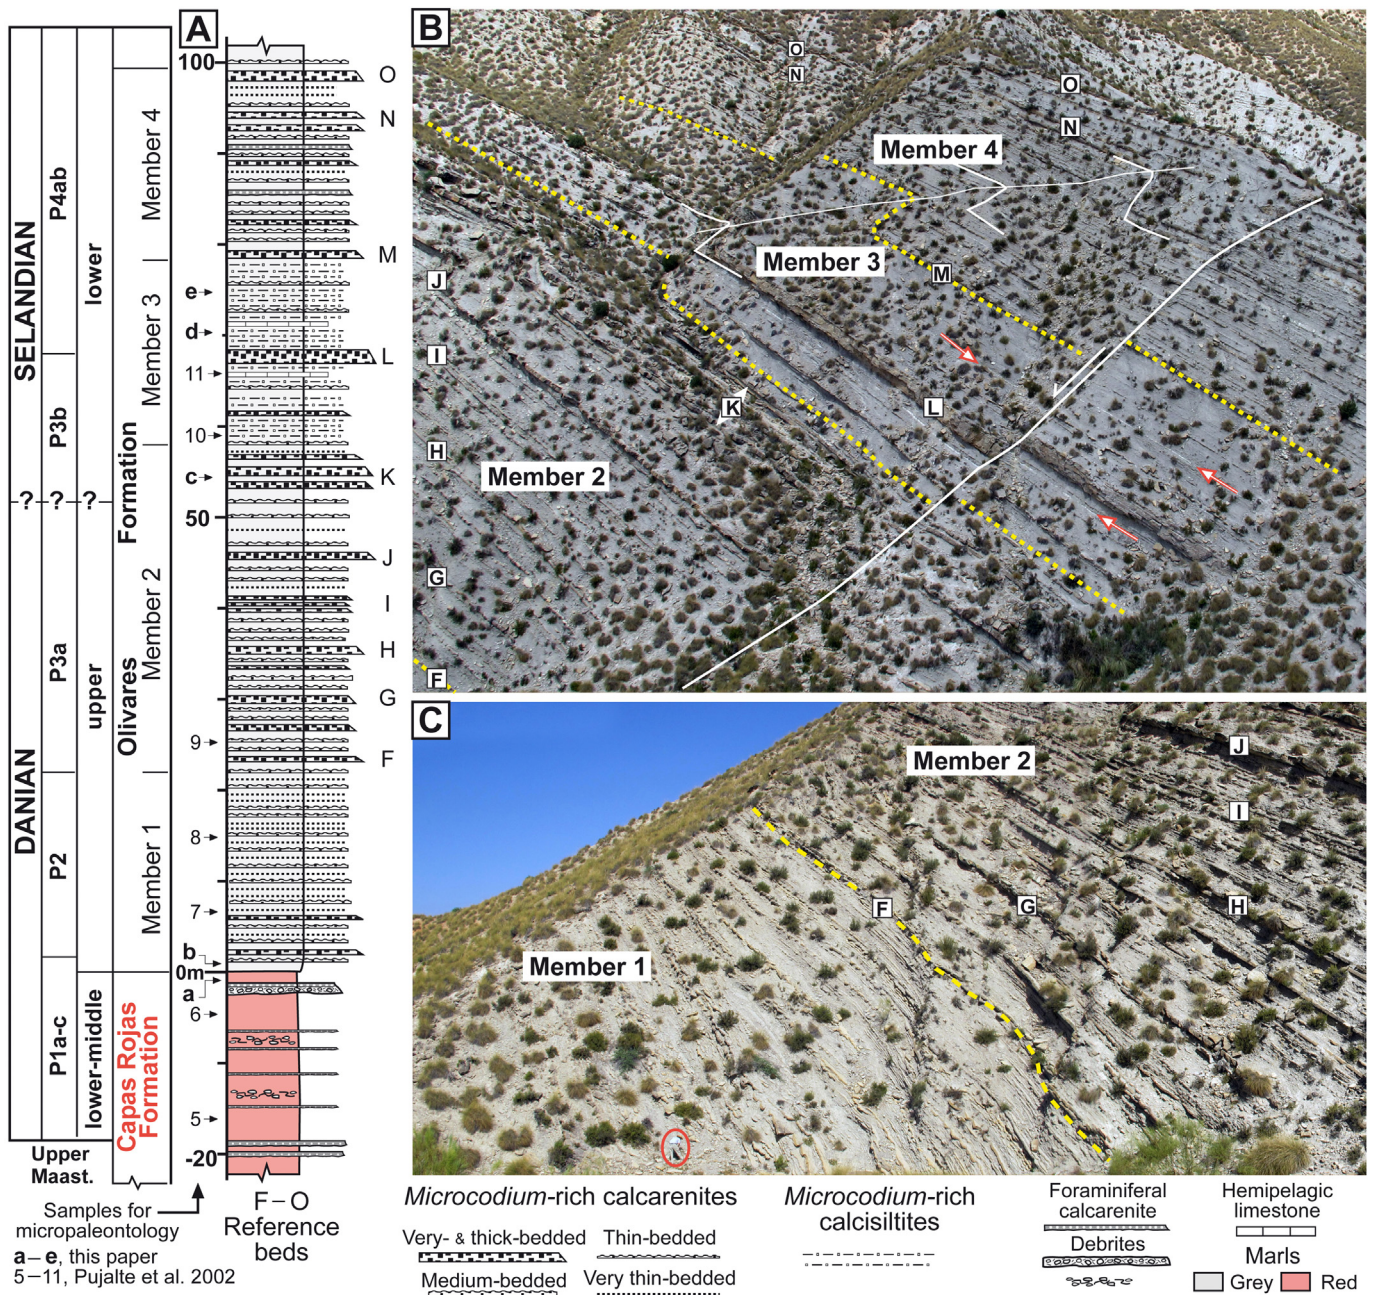 A
100
O
N
M
L
K
J
I
H
G
F
e
d
11
10
c
50
9
8
7
b
0m
a
6
5
-20
SELANDIAN
DANIAN
P4ab
P3b
P3a
P2
P1a-c
-?
-?-
-?
lower
upper
lower-middle
Olivares Formation
Member 4
Member 3
Member 2
Member 1
Capas Rojas
Formation
Upper
Maast.
Samples for
micropaleontology
a–e, this paper
5–11, Pujalte et al. 2002
F–O
Reference
beds
B
O
N
O
N
Member 4
Member 3
M
J
I
K
L
H
Member 2
G
F
C
Member 2
J
I
F
G
H
Member 1
Microcodium-rich calcarenites
Very- & thick-bedded
Thin-bedded
Medium-bedded
Very thin-bedded
Microcodium-rich
calcisiltites
Foraminiferal
calcarenite
Debrites
Hemipelagic
limestone
Marls
Grey
Red